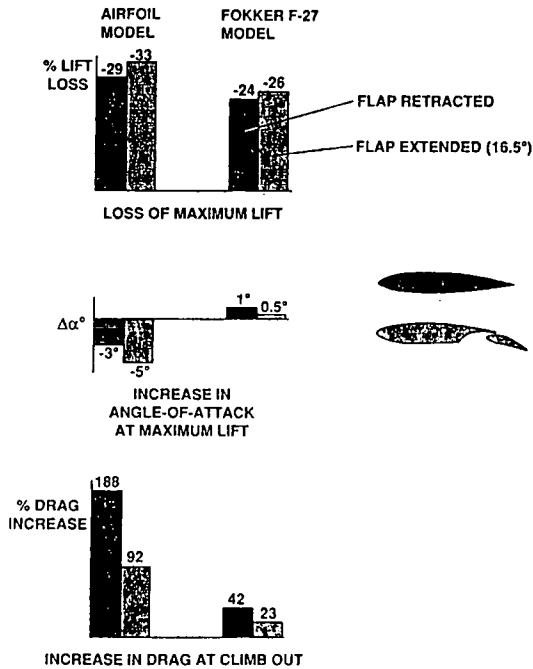 AIRFOIL
MODEL
FOKKER F-27
MODEL
% LIFT
LOSS
-29
-33
-24
-26
FLAP RETRACTED
FLAP EXTENDED (16.5°)
LOSS OF MAXIMUM LIFT
Δα°
-3°
-5°
1°
0.5°
INCREASE IN
ANGLE-OF-ATTACK
AT MAXIMUM LIFT
% DRAG
INCREASE
188
92
42
23
INCREASE IN DRAG AT CLIMB OUT